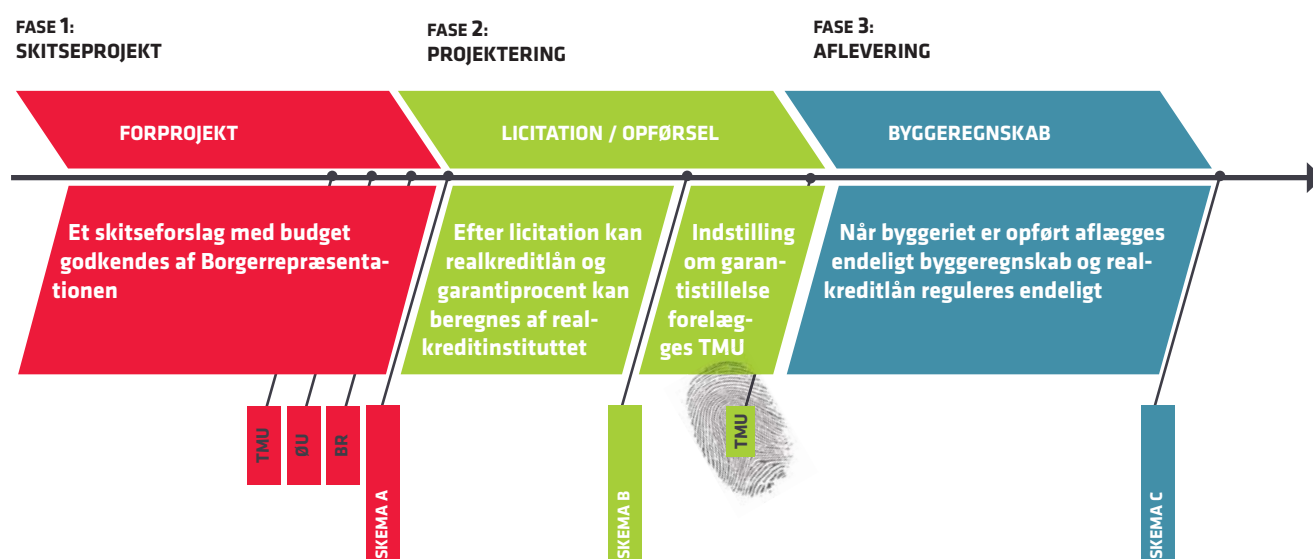 FASE 1:
SKITSEPROJEKT
FASE 2:
PROJEKTERING
FASE 3:
AFLEVERING
FORPROJEKT
LICITATION / OPFØRSEL
BYGGEREGNSKAB
Et skitseforslag med budget
godkendes af Borgerrepræsenta-
tionen
Efter licitation kan
realkreditlån og
garantiprocent kan
beregnes af real-
kreditinstituttet
Indstilling
om garan-
tistillelse
forelæg-
ges TMU
Når byggeriet er opført aflægges
endeligt byggeregnskab og real-
kreditlån reguleres endeligt
TMU
ØU
BR
SKEMA A
SKEMA B
TMU
SKEMA C